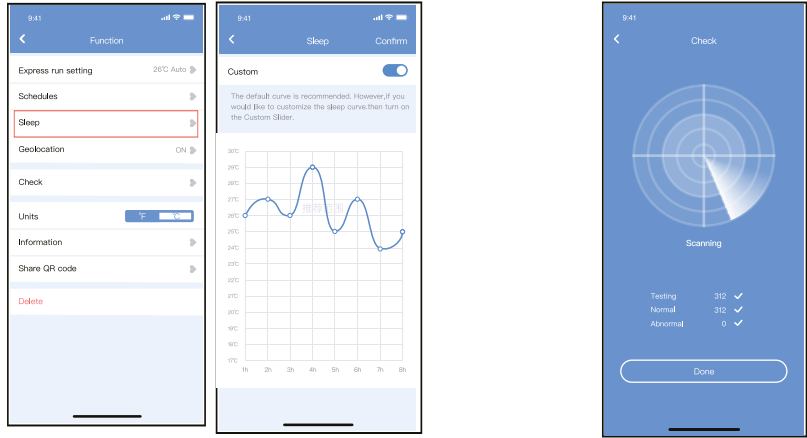 9:41
Function
Express run setting 26℃ Auto
Schedules
Sleep
Geolocation ON
Check
Units °F ℃
Information
Share QR code
Delete
9:41
Sleep Confirm
Custom
The default curve is recommended. However,if you
would like to customize the sleep curve.then turn on
the Custom Slider.
30℃
29℃
28℃
27℃
26℃
25℃
24℃
23℃
22℃
21℃
20℃
19℃
18℃
17℃
推荐范围
1h 2h 3h 4h 5h 6h 7h 8h
9:41
Check
Scanning
Testing 312
Normal 312
Abnormal 0
Done